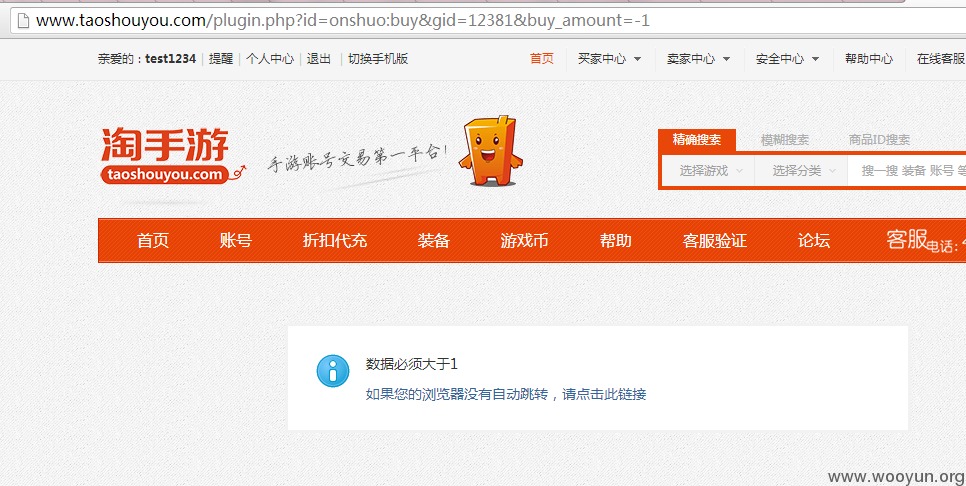 www.taoshouyou.com/plugin.php?id=onshuo:buy&gid=12381&buy_amount=-1
亲爱的：test1234 | 提醒 | 个人中心 | 退出 | 切换手机版 首页 买家中心 卖家中心 安全中心 帮助中心 在线客服
淘手游
taoshouyou.com
手游账号交易第一平台！
精确搜索 模糊搜索 商品ID搜索
选择游戏 选择分类 搜一搜 装备 账号
首页 账号 折扣代充 装备 游戏币 帮助 客服验证 论坛 客服电话：
数据必须大于1
如果您的浏览器没有自动跳转，请点击此链接
www.wooyun.org